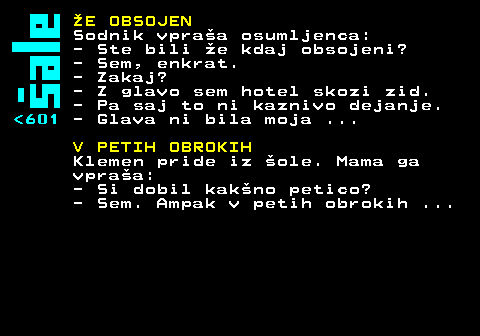 šale
<601
ŽE OBSOJEN
Sodnik vpraša osumljenca:
- Ste bili že kdaj obsojeni?
- Sem, enkrat.
- Zakaj?
- Z glavo sem hotel skozi zid.
- Pa saj to ni kaznivo dejanje.
- Glava ni bila moja ...
V PETIH OBROKIH
Klemen pride iz šole. Mama ga
vpraša:
- Si dobil kakšno petico?
- Sem. Ampak v petih obrokih ...